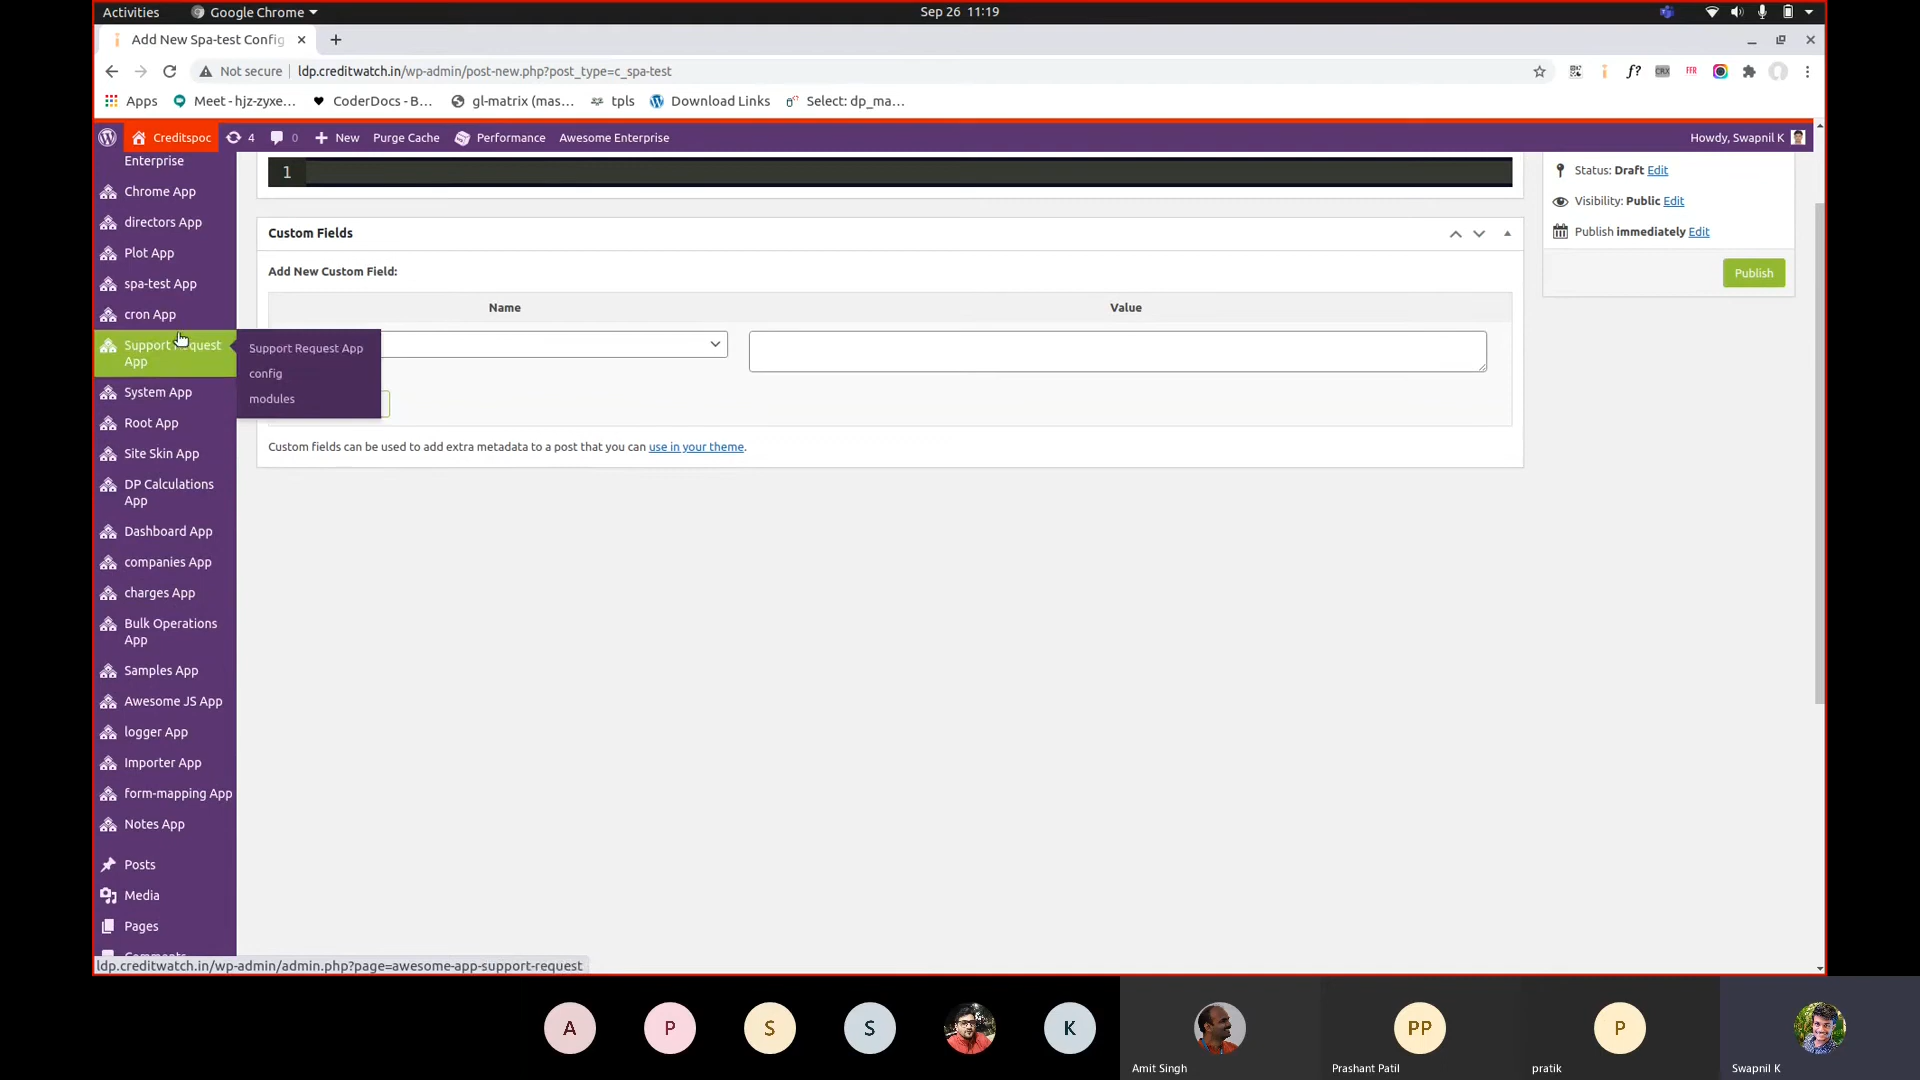 Activities
Google Chrome
Sep 26 11:19
Add New Spa-test Config
Not secure
ldp.creditwatch.in/wp-admin/post-new.php?post_type=c_spa-test
Apps
Meet - hjz-zyxe...
CoderDocs - B...
gl-matrix (mas...
tpls
Download Links
Select: dp_ma...
Creditspoc
4
0
New
Purge Cache
Performance
Awesome Enterprise
Howdy, Swapnil K
Enterprise
Chrome App
directors App
Plot App
spa-test App
cron App
Support Request
App
System App
Root App
Site Skin App
DP Calculations
App
Dashboard App
companies App
charges App
Bulk Operations
App
Samples App
Awesome JS App
logger App
Importer App
form-mapping App
Notes App
Posts
Media
Pages
Comments
Support Request App
config
modules
1
Custom Fields
Add New Custom Field:
Name
Value
Custom fields can be used to add extra metadata to a post that you can use in your theme.
Status: Draft Edit
Visibility: Public Edit
Publish immediately Edit
Publish
ldp.creditwatch.in/wp-admin/admin.php?page=awesome-app-support-request
A
P
S
S
K
PP
P
Amit Singh
Prashant Patil
pratik
Swapnil K